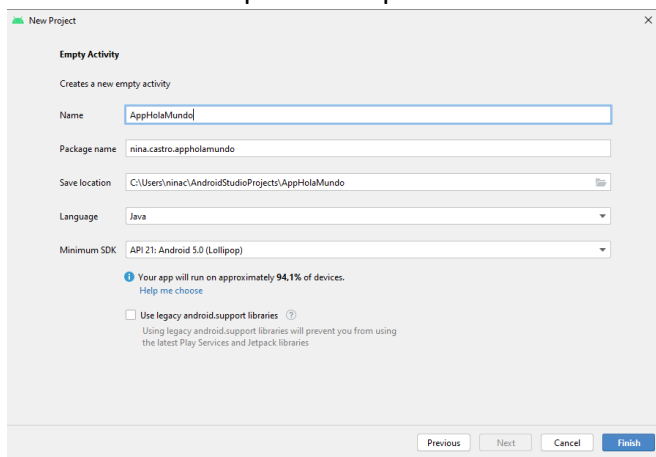 New Project
Empty Activity
Creates a new empty activity
Name AppHolaMundo
Package name nina.castro.appholamundo
Save location C:\Users\ninac\AndroidStudioProjects\AppHolaMundo
Language Java
Minimum SDK API 21: Android 5.0 (Lollipop)
Your app will run on approximately 94,1% of devices.
Help me choose
Use legacy android.support libraries ?
Using legacy android.support libraries will prevent you from using
the latest Play Services and Jetpack libraries
Previous Next Cancel Finish